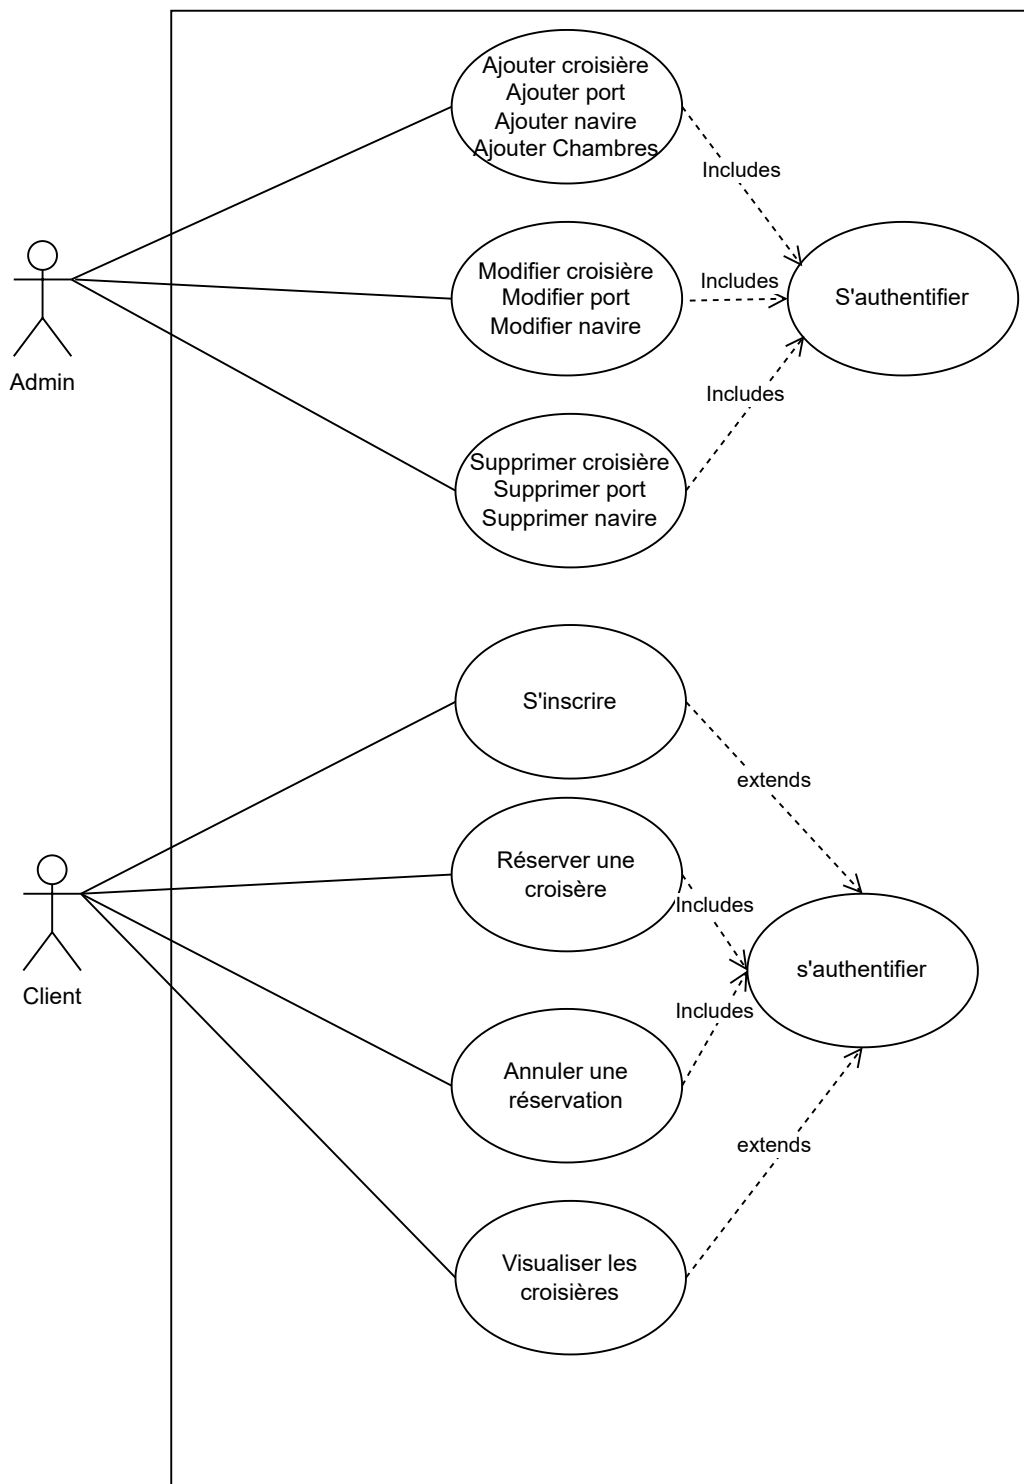 Ajouter croisière
Ajouter port
Ajouter navire
Ajouter Chambres
Includes
Modifier croisière
Modifier port
Modifier navire
Includes
S'authentifier
Admin
Includes
Supprimer croisière
Supprimer port
Supprimer navire
S'inscrire
extends
Réserver une
croisère
Includes
s'authentifier
Client
Includes
Annuler une
réservation
extends
Visualiser les
croisières